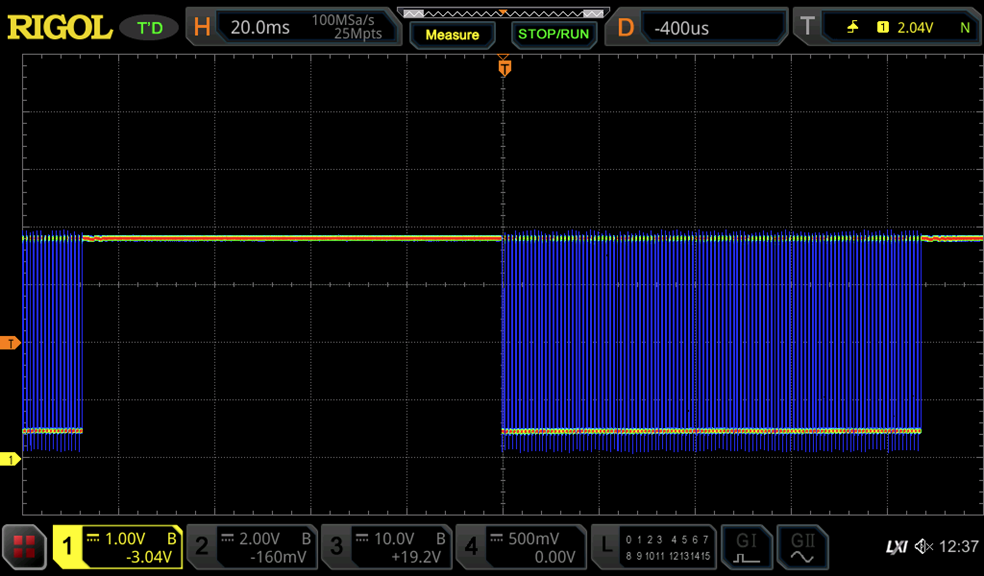 RIGOL T'D H 20.0ms 100MSa/s 25Mpts Measure STOP/RUN D -400us T 1 2.04V N
T
T
1
1 1.00V B -3.04V 2 2.00V B -160mV 3 10.0V B +19.2V 4 500mV 0.00V L 0 1 2 3 4 5 6 7 8 9 10 11 12 13 14 15 GI GII LXI 12:37